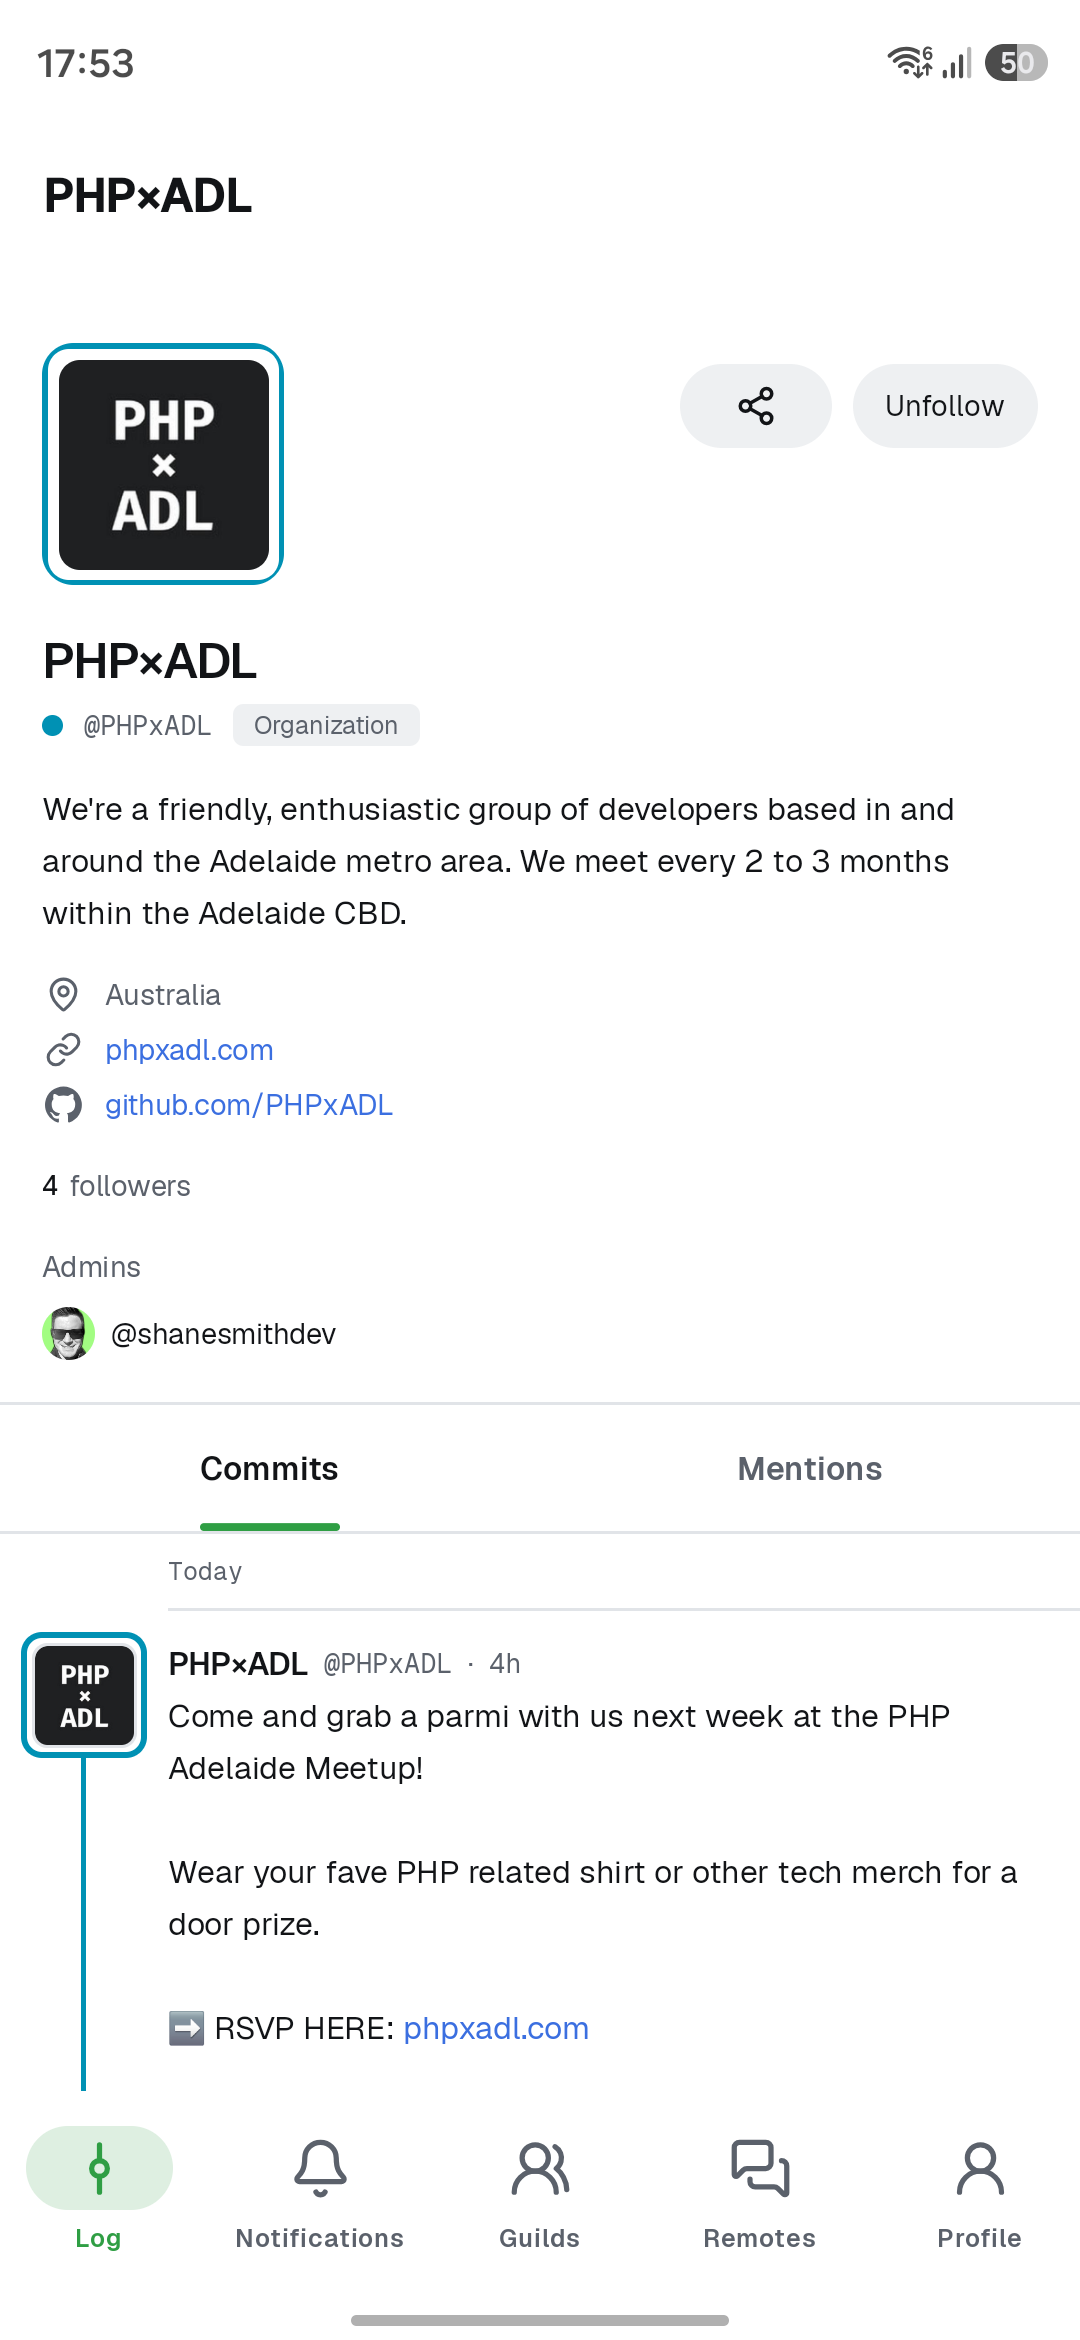 17:53
6
50
PHP×ADL
PHP
×
ADL
Unfollow
PHP×ADL
@PHPxADL Organization
We're a friendly, enthusiastic group of developers based in and
around the Adelaide metro area. We meet every 2 to 3 months
within the Adelaide CBD.
Australia
phpxadl.com
github.com/PHPxADL
4 followers
Admins
@shanesmithdev
Commits Mentions
Today
PHP
×
ADL
PHP×ADL @PHPxADL · 4h
Come and grab a parmi with us next week at the PHP
Adelaide Meetup!
Wear your fave PHP related shirt or other tech merch for a
door prize.
➡️ RSVP HERE: phpxadl.com
Log Notifications Guilds Remotes Profile